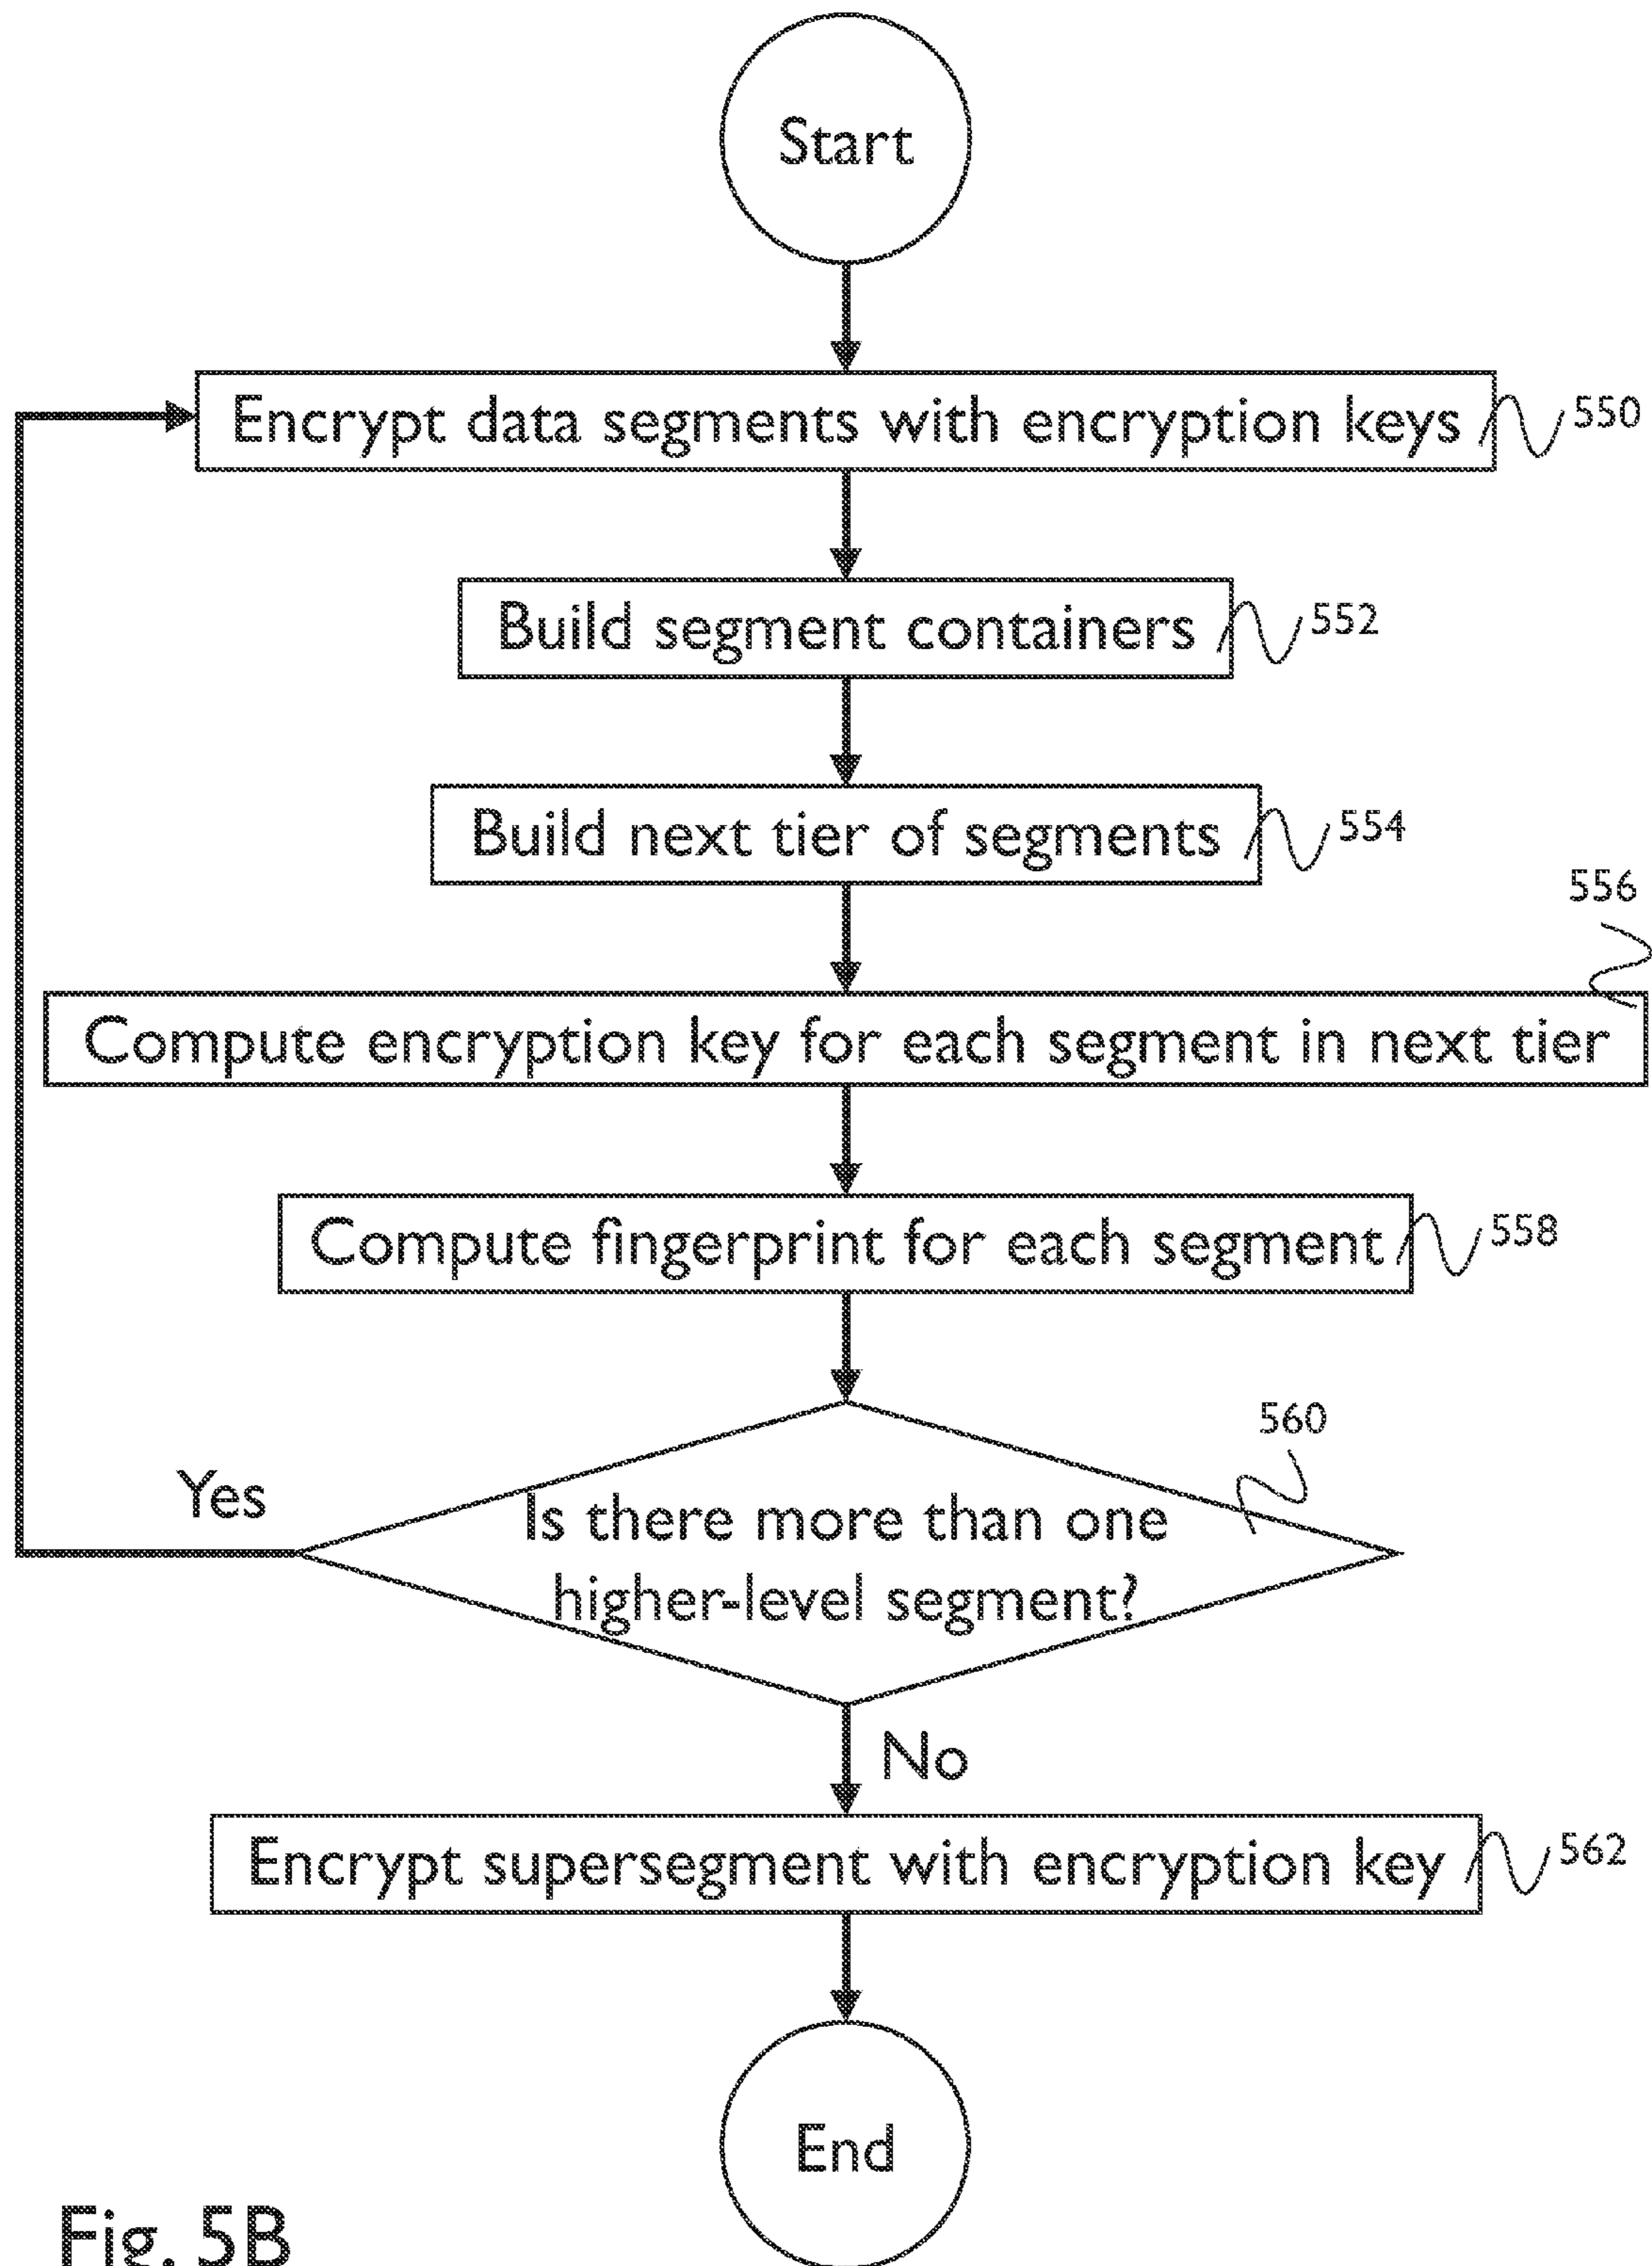 Start
Encrypt data segments with encryption keys
550
Build segment containers
552
Build next tier of segments
554
556
Compute encryption key for each segment in next tier
Compute fingerprint for each segment
558
560
Yes
Is there more than one
higher-level segment?
No
Encrypt supersegment with encryption key
562
End
Fig. 5B